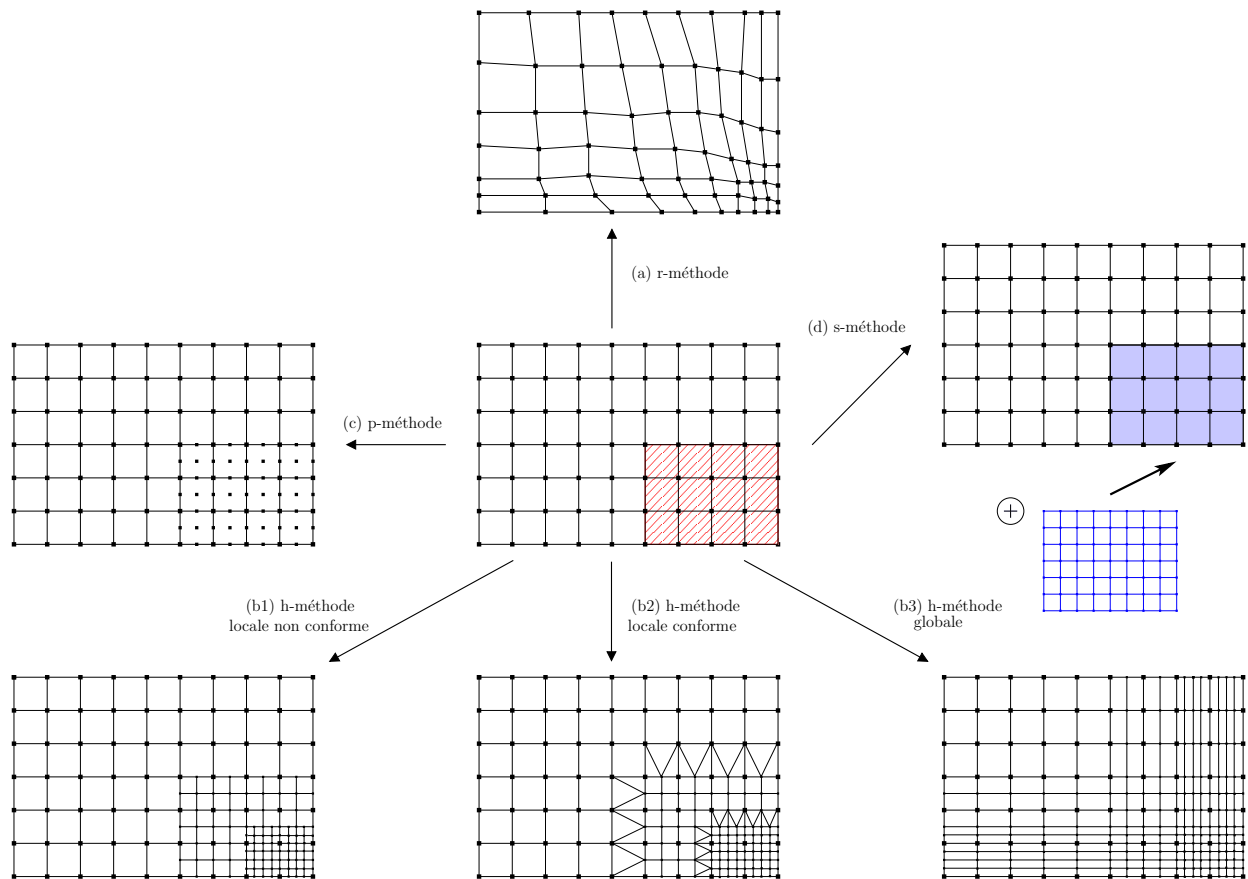 (a) r-méthode
(d) s-méthode
(c) p-méthode
(b1) h-méthode
locale non conforme
(b2) h-méthode
locale conforme
(b3) h-méthode
globale